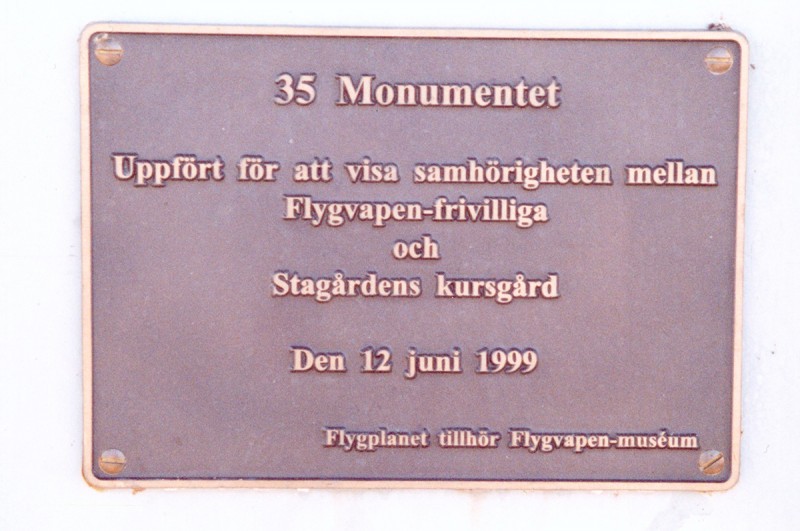 35 Monumentet
Uppfört för att visa samhörigheten mellan
Flygvapen-frivilliga
och
Stagårdens kursgård
Den 12 juni 1999
Flygplanet tillhör Flygvapen-muséum